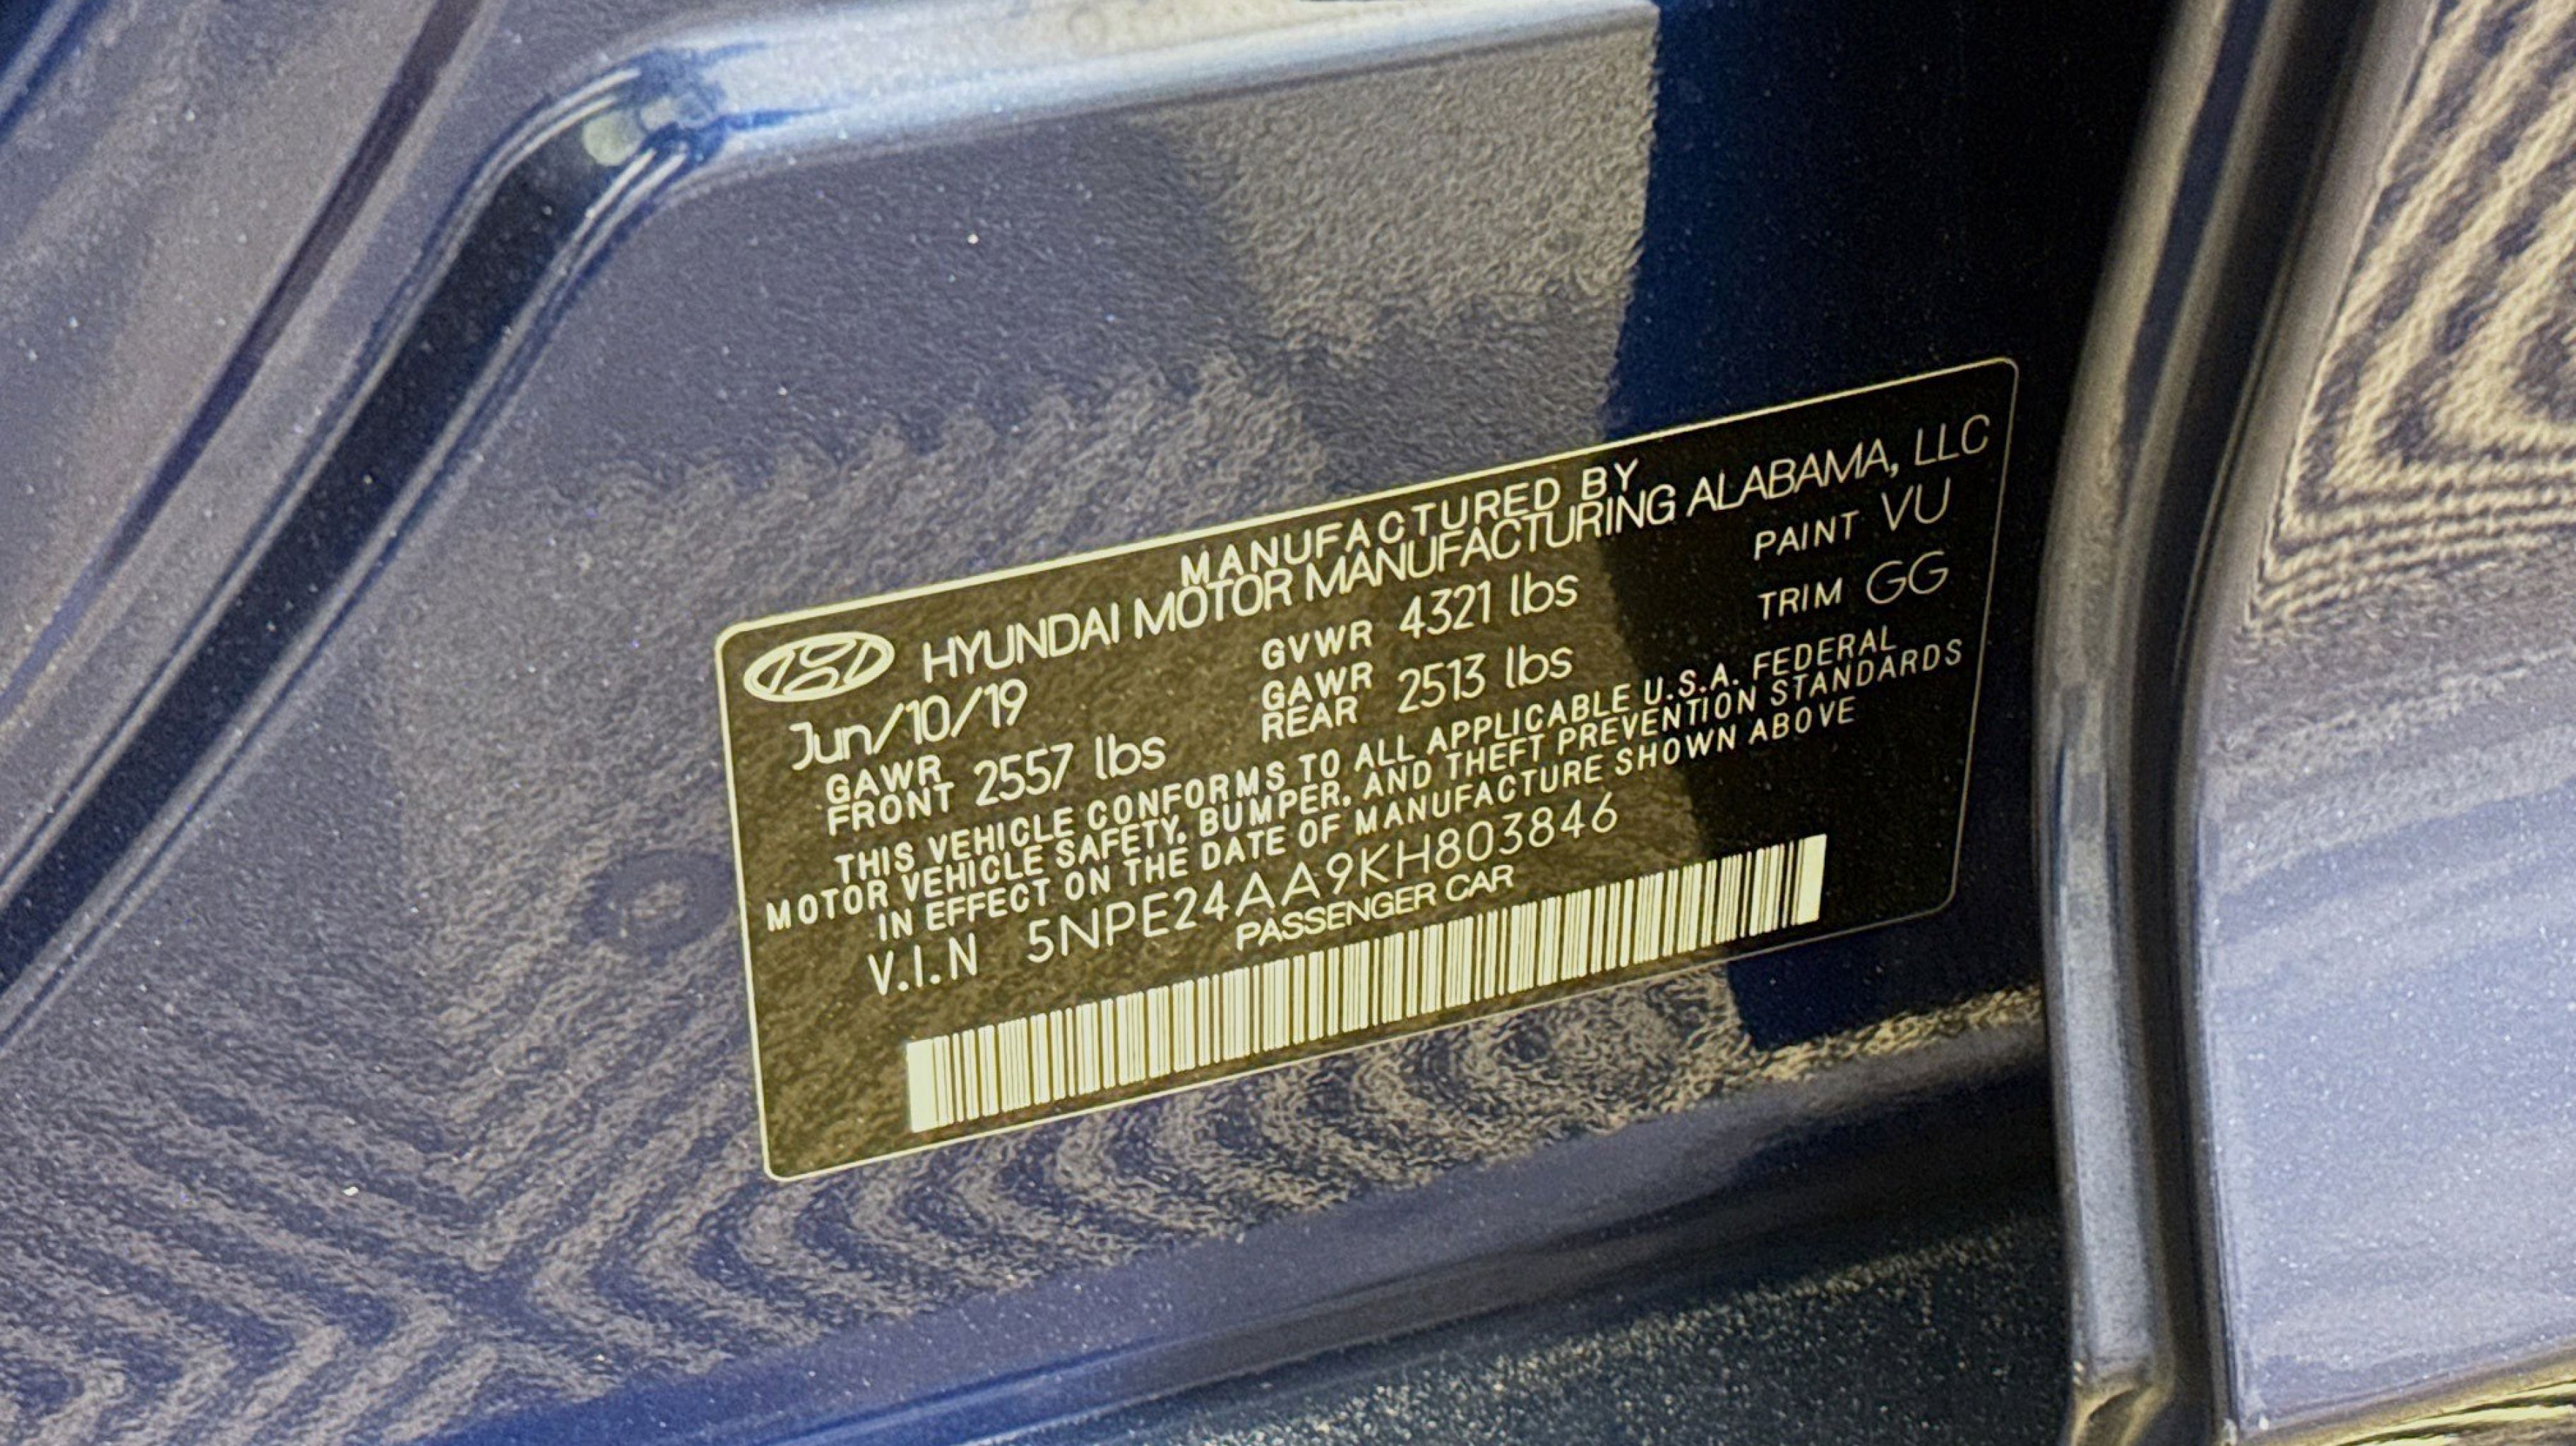 MANUFACTURED BY
HYUNDAI MOTOR MANUFACTURING ALABAMA, LLC
Jun/10/19 GVWR 4321 lbs PAINT VU
GAWR FRONT 2557 lbs GAWR REAR 2513 lbs TRIM GG
THIS VEHICLE CONFORMS TO ALL APPLICABLE U.S.A. FEDERAL
MOTOR VEHICLE SAFETY, BUMPER, AND THEFT PREVENTION STANDARDS
IN EFFECT ON THE DATE OF MANUFACTURE SHOWN ABOVE
V.I.N 5NPE24AA9KH803846
PASSENGER CAR